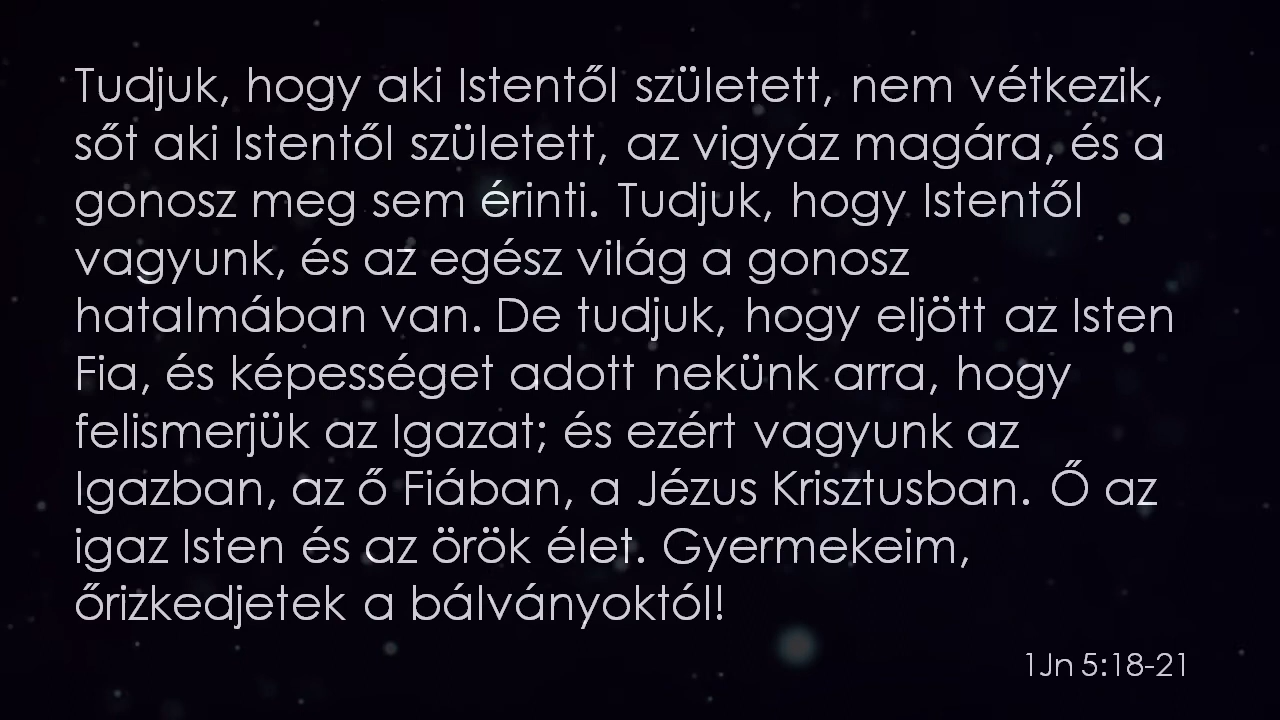 Tudjuk, hogy aki Istentől született, nem vétkezik,
sőt aki Istentől született, az vigyáz magára, és a
gonosz meg sem érinti. Tudjuk, hogy Istentől
vagyunk, és az egész világ a gonosz
hatalmában van. De tudjuk, hogy eljött az Isten
Fia, és képességet adott nekünk arra, hogy
felismerjük az Igazat; és ezért vagyunk az
Igazban, az ő Fiában, a Jézus Krisztusban. Ő az
igaz Isten és az örök élet. Gyermekeim,
őrizkedjetek a bálványoktól!
1Jn 5:18-21